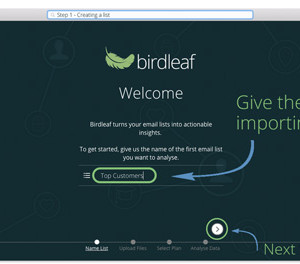 Step 1 - Creating a list
birdleaf
Welcome
Birdleaf turns your email lists into actionable
insights.
To get started, give us the name of the first email list
you want to analyse.
Give the
importin
Top Customers
Next
Name List
Upload Files
Select Plan
Analyse Data